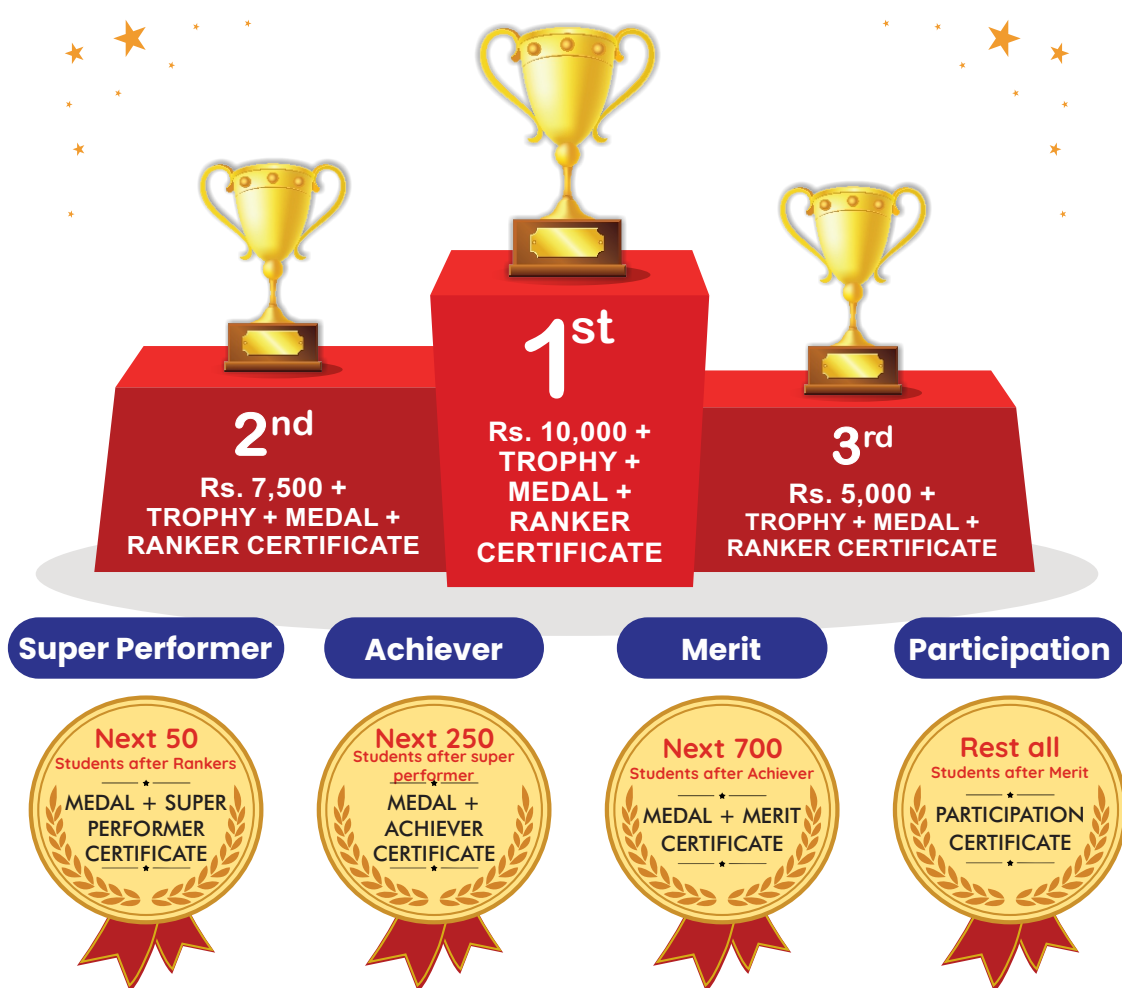 1st
Rs. 10,000 +
TROPHY +
MEDAL +
RANKER
CERTIFICATE
2nd
Rs. 7,500 +
TROPHY + MEDAL +
RANKER CERTIFICATE
3rd
Rs. 5,000 +
TROPHY + MEDAL +
RANKER CERTIFICATE
Super Performer
Next 50
Students after Rankers
MEDAL + SUPER
PERFORMER
CERTIFICATE
Achiever
Next 250
Students after super
performer
MEDAL +
ACHIEVER
CERTIFICATE
Merit
Next 700
Students after Achiever
MEDAL + MERIT
CERTIFICATE
Participation
Rest all
Students after Merit
PARTICIPATION
CERTIFICATE